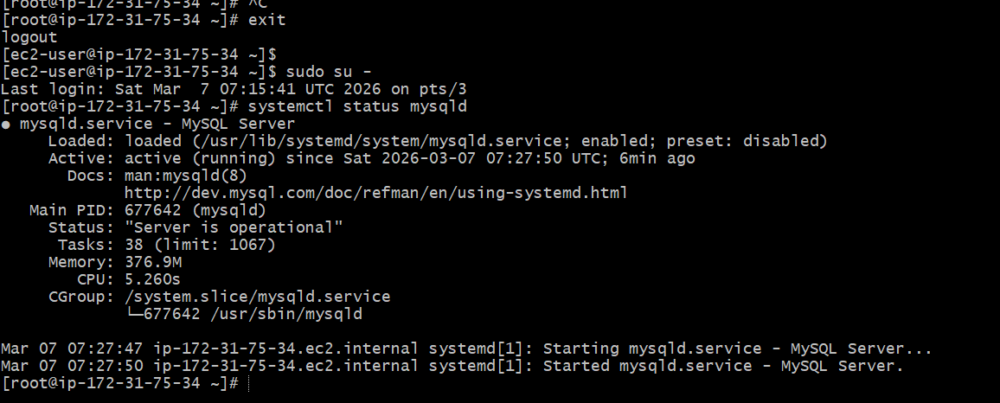 [root@ip-172-31-75-34 ~]# ^C
[root@ip-172-31-75-34 ~]# exit
logout
[ec2-user@ip-172-31-75-34 ~]$
[ec2-user@ip-172-31-75-34 ~]$ sudo su -
Last login: Sat Mar  7 07:15:41 UTC 2026 on pts/3
[root@ip-172-31-75-34 ~]# systemctl status mysqld
● mysqld.service - MySQL Server
     Loaded: loaded (/usr/lib/systemd/system/mysqld.service; enabled; preset: disabled)
     Active: active (running) since Sat 2026-03-07 07:27:50 UTC; 6min ago
       Docs: man:mysqld(8)
             http://dev.mysql.com/doc/refman/en/using-systemd.html
   Main PID: 677642 (mysqld)
     Status: "Server is operational"
      Tasks: 38 (limit: 1067)
     Memory: 376.9M
        CPU: 5.260s
     CGroup: /system.slice/mysqld.service
             └─677642 /usr/sbin/mysqld

Mar 07 07:27:47 ip-172-31-75-34.ec2.internal systemd[1]: Starting mysqld.service - MySQL Server...
Mar 07 07:27:50 ip-172-31-75-34.ec2.internal systemd[1]: Started mysqld.service - MySQL Server.
[root@ip-172-31-75-34 ~]#